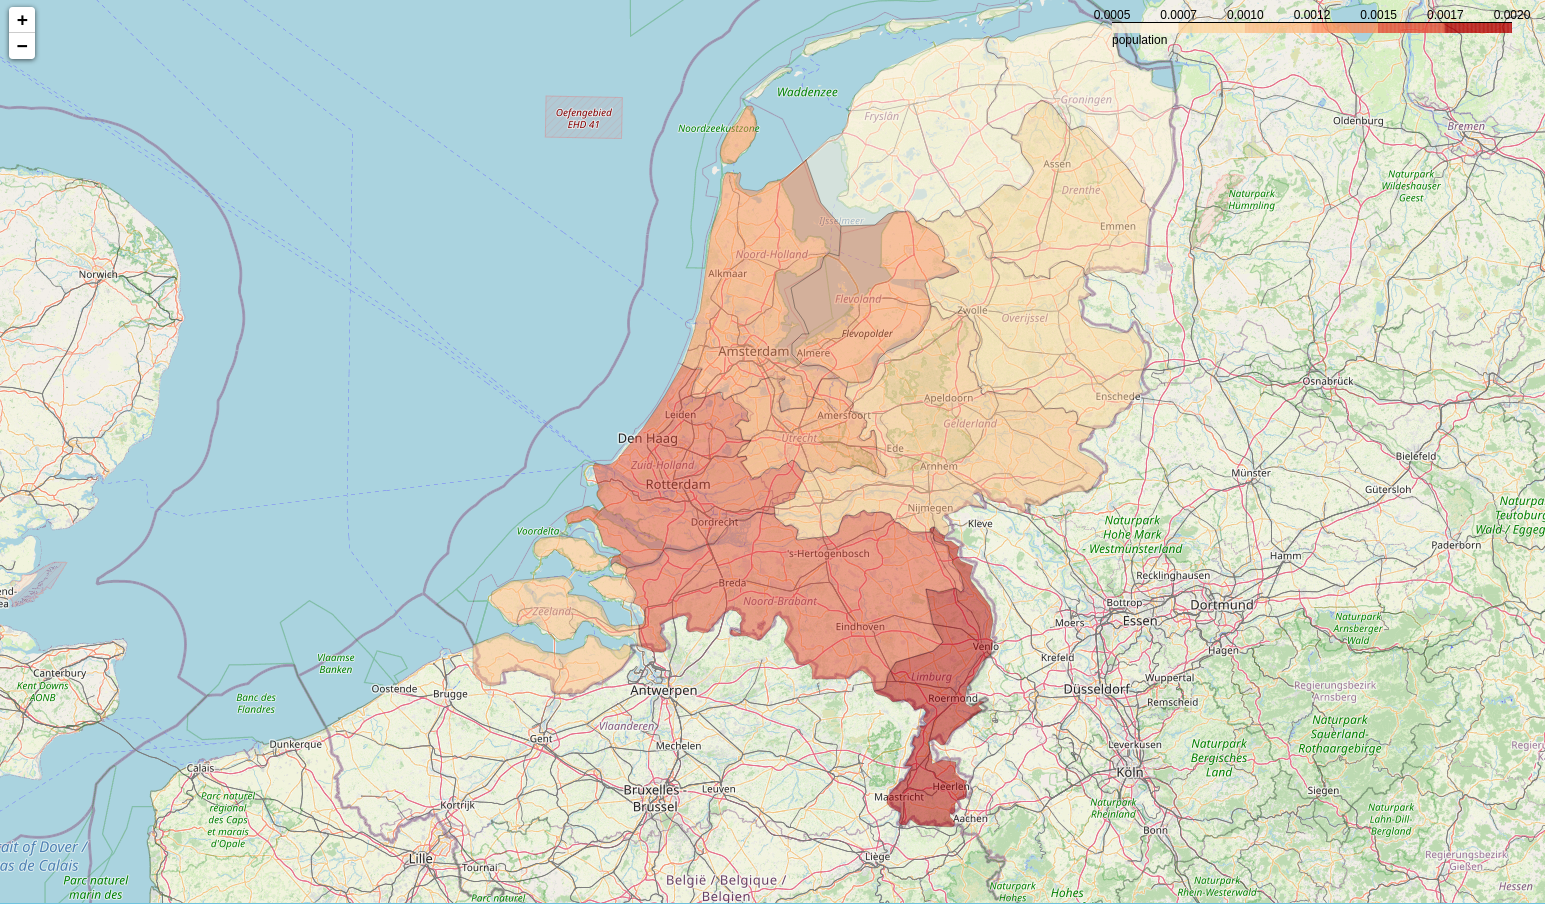 +
−
0.0005 0.0007 0.0010 0.0012 0.0015 0.0017 0.0020
population
Waddenzee
Oefengebied
EHD 41
Noordzeekustzone
Groningen
Fryslân
Oldenburg
Bremen
Assen
Drenthe
Naturpark
Hümmling
Naturpark
Wildeshauser
Geest
IJsselmeer
Emmen
Noord-Holland
Alkmaar
Norwich
Flevoland
Zwolle
Overijssel
Flevopolder
Amsterdam
Almere
Osnabrück
Apeldoorn
Enschede
Leiden
Amersfoort
Gelderland
Den Haag
Utrecht
Ede
Arnhem
Zuid-Holland
Rotterdam
Münster
Bielefeld
Gütersloh
Nijmegen
Dordrecht
Kleve
Voordelta
Naturpark
Hohe Mark
Westmünsterland
Naturpa
Teutoburg
Wald / Egge
Paderborn
's-Hertogenbosch
Hamm
Recklinghausen
Breda
Noord-Brabant
Zeeland
Bottrop
Dortmund
Essen
Moers
Eindhoven
Naturpark
Arnsberger
Wald
Venlo
Krefeld
Hagen
Vlaamse
Banken
Canterbury
Kent Downs
AONB
Limburg
Wuppertal
Düsseldorf
Remscheid
Regierungsbezirk
Arnsberg
Oostende
Brugge
Antwerpen
Roermond
Banc des
Flandres
Vlaanderen
Gent
Mechelen
Dunkerque
Calais
Leverkusen
Köln
Naturpark
Bergisches
Land
Naturpark
Sauerland-
Rothaargebirge
Regier
Bruxelles -
Brussel
Leuven
Maastricht
Heerlen
Aachen
Siegen
Parc naturel
régional
des Caps
et marais
d'Opale
Kortrijk
Naturpark
Rheinland
Bonn
Naturpark
Lahn-Dill-
Bergland
rait of Dover /
as de Calais
Lille
Tournai
Liège
Regierungsbezirk
Gießen
Parc naturel
marin des
Parc naturel
België / Belgique /
Belgien
Naturpark
Hohes
Hohes
Naturpark
Rhein-Westerwald
Hessen